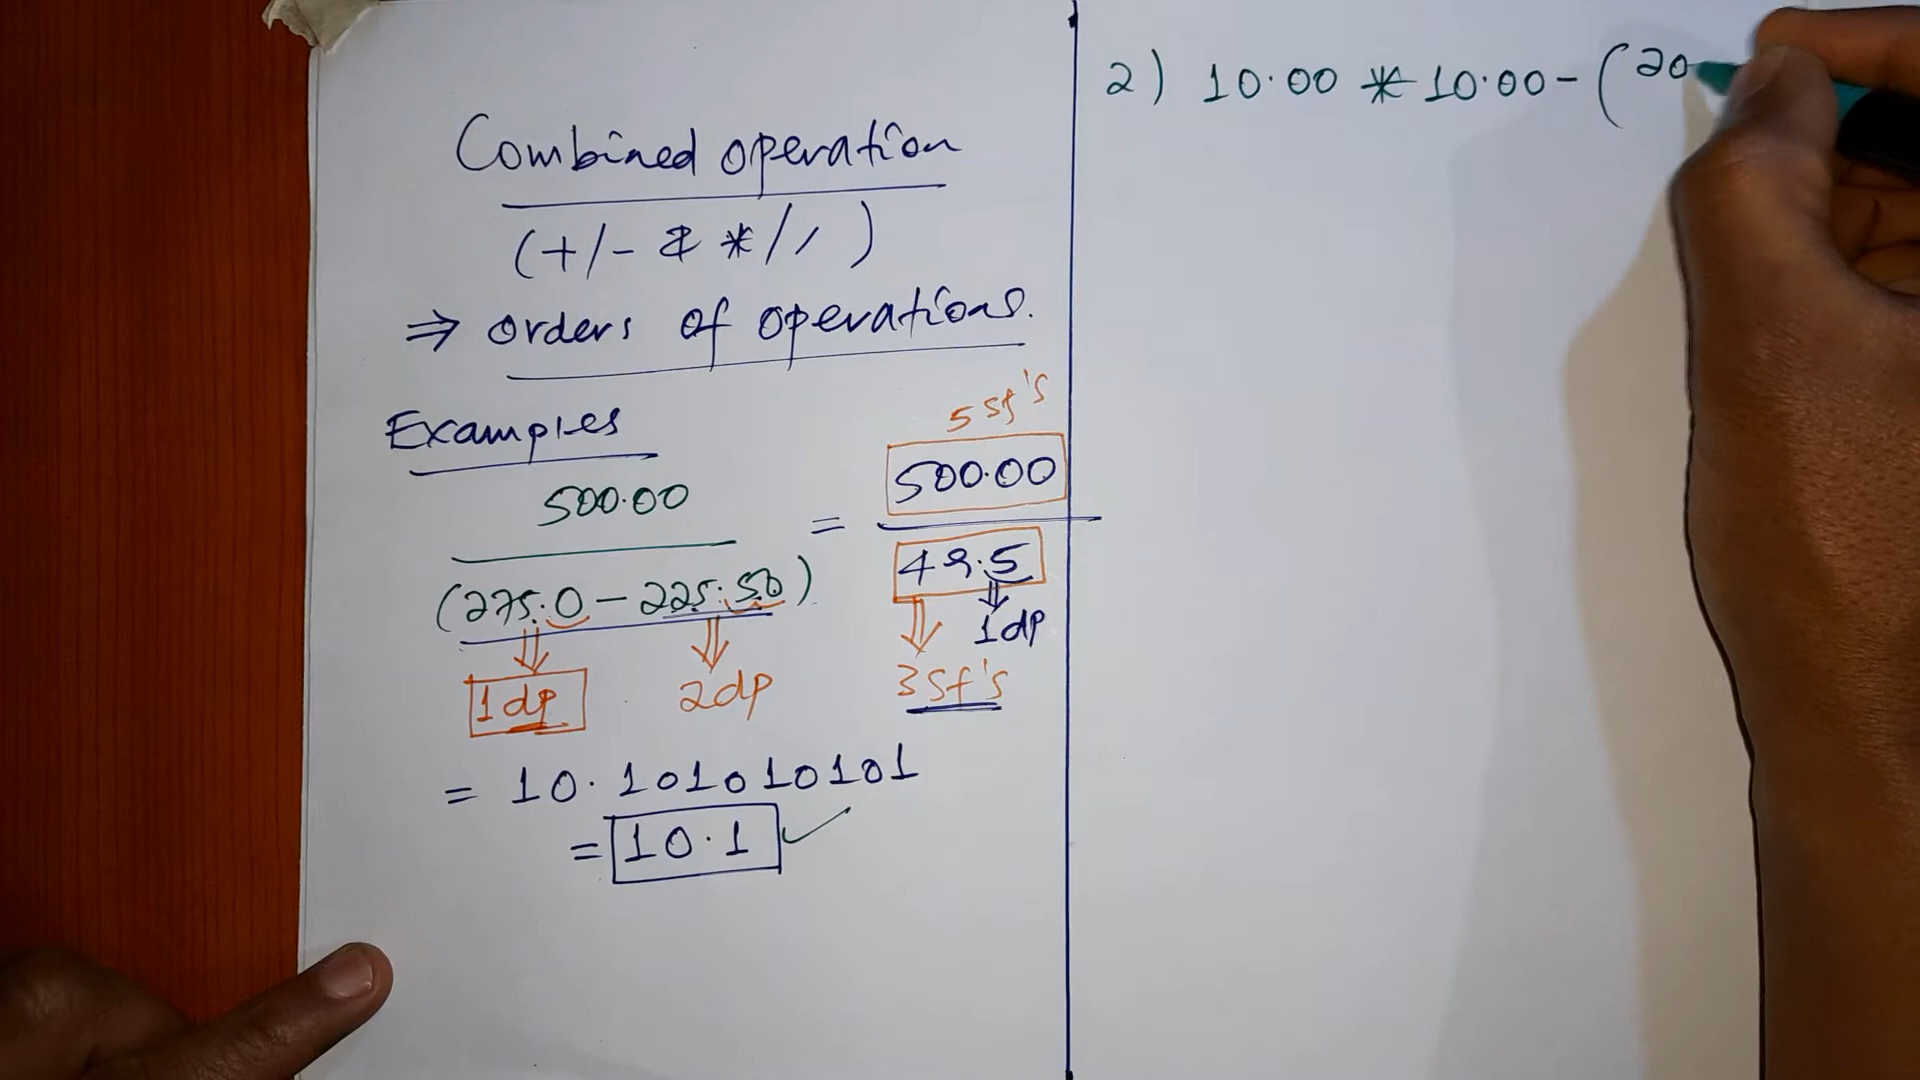 Combined operation
(+/- & */÷)
⇒ orders of operations.
Examples
500.00
(275.0 - 225.50)
1dp
2dp
=
5 sf's
500.00
49.5
1dp
3 sf's
= 10.101010101
= 10.1 ✓
2) 10.00 * 10.00 - (20